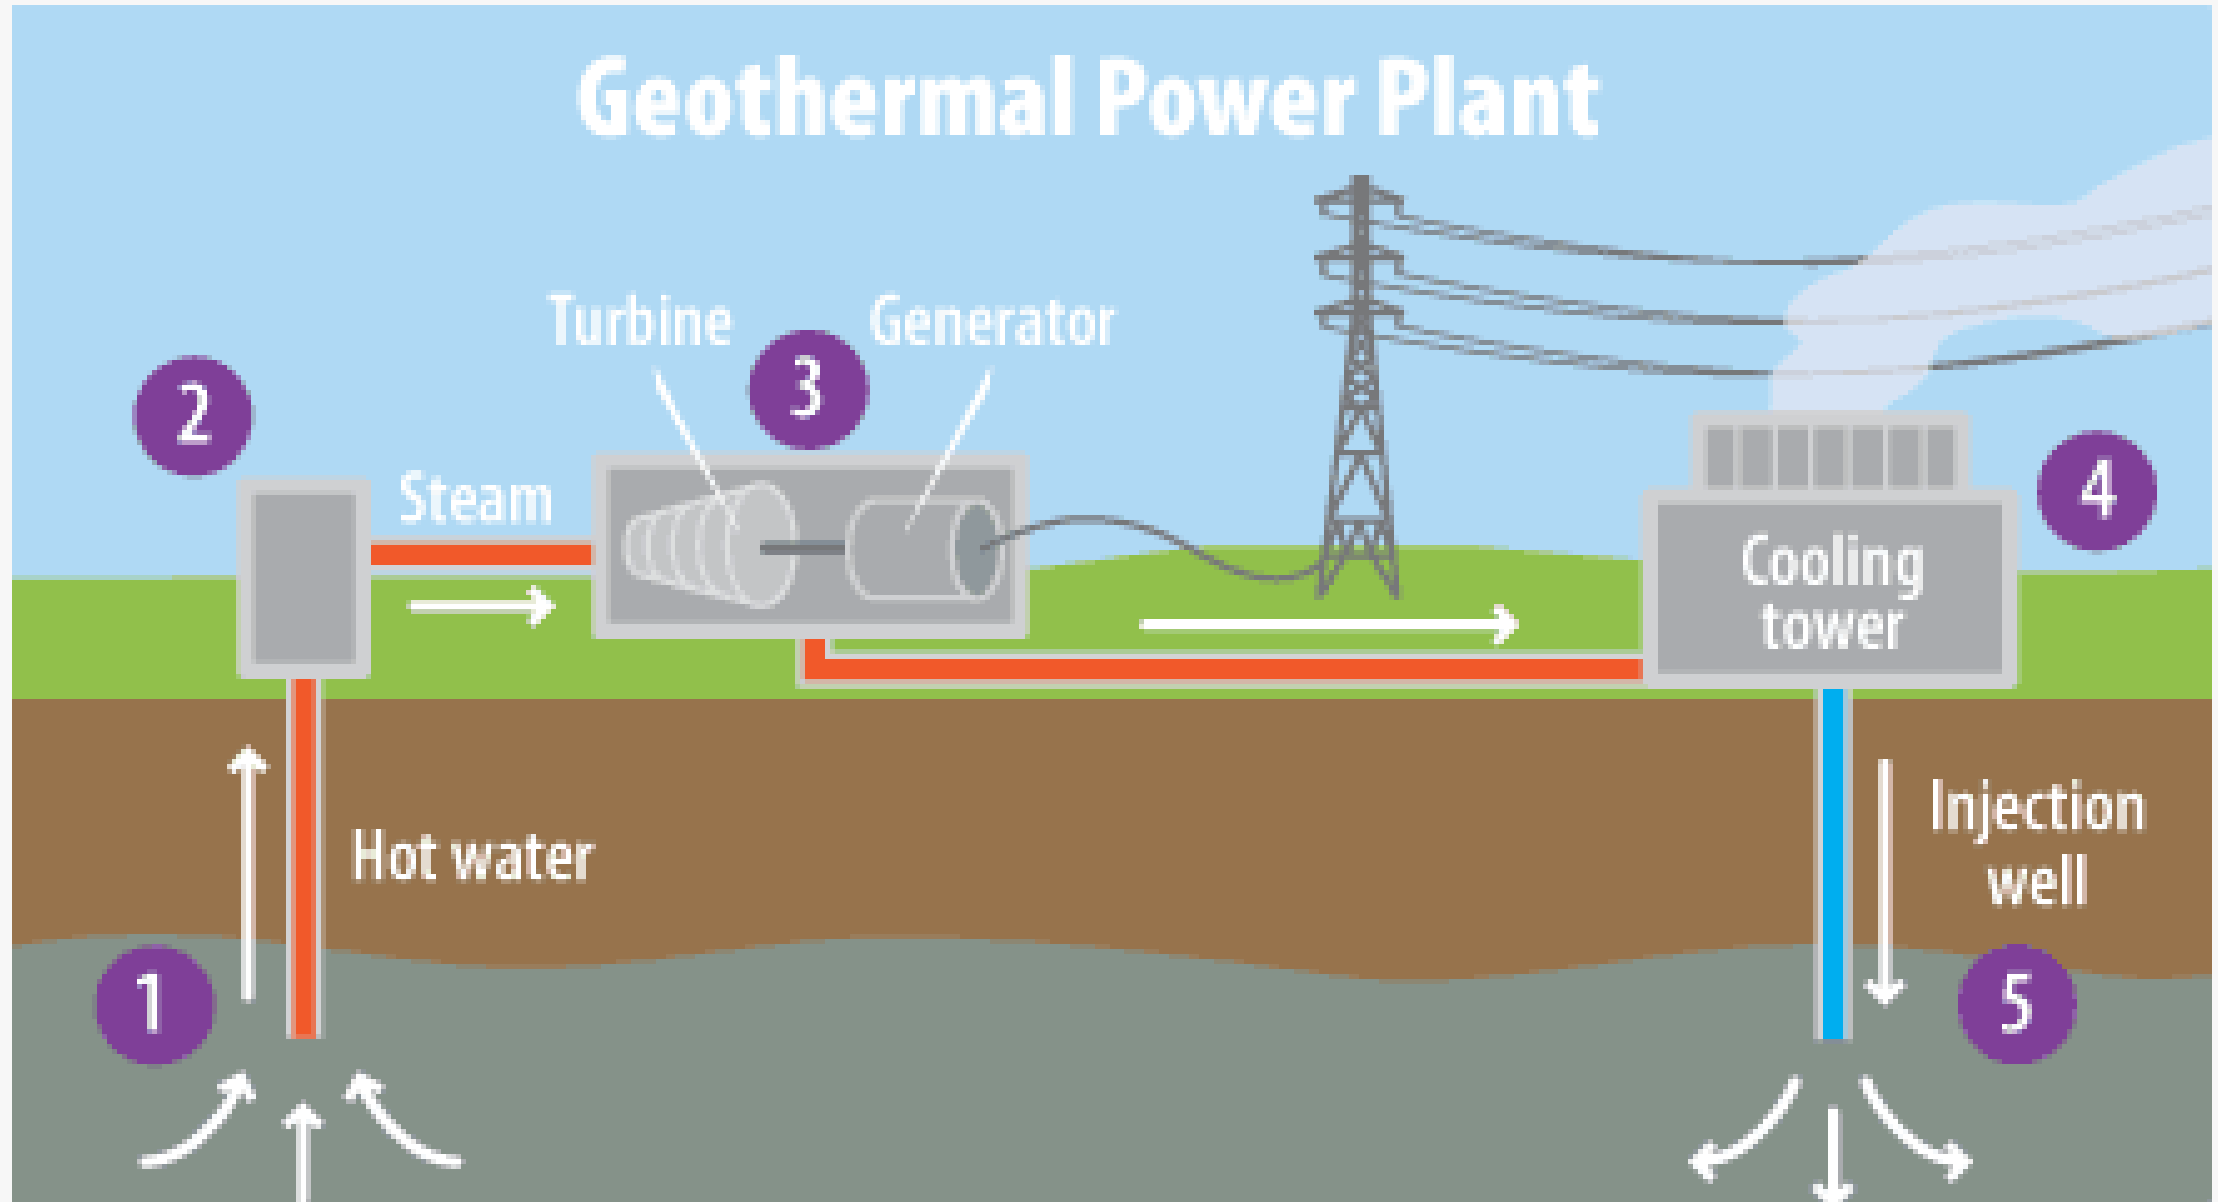 Geothermal Power Plant
Turbine
Generator
3
2
Steam
4
Cooling
tower
Hot water
Injection
well
1
5